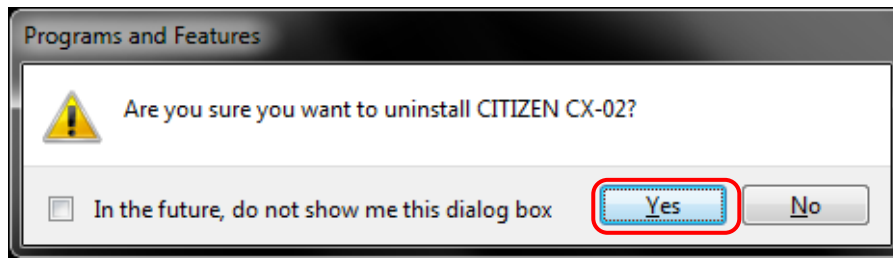 Programs and Features
Are you sure you want to uninstall CITIZEN CX-02?
In the future, do not show me this dialog box Yes No